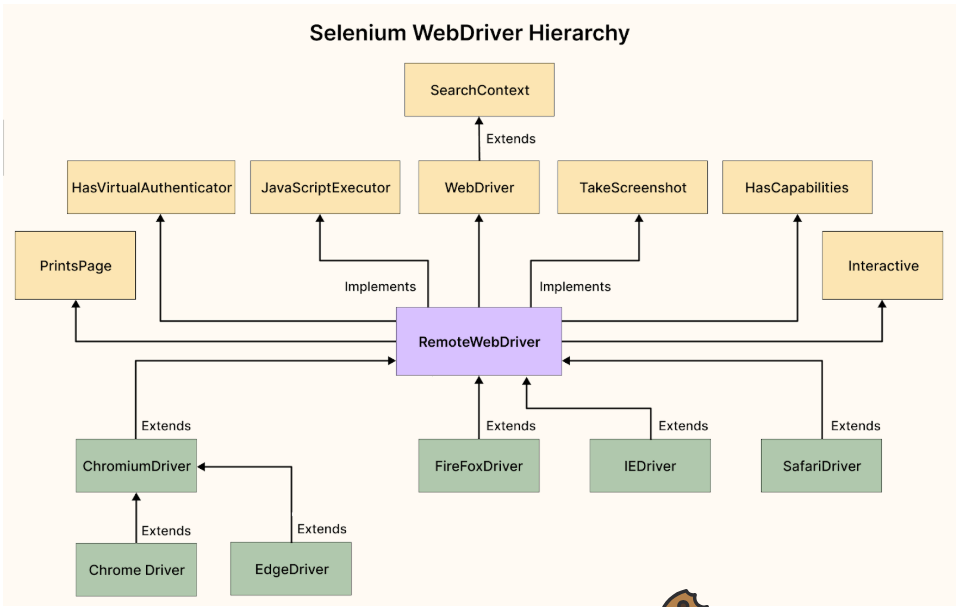 Selenium WebDriver Hierarchy
SearchContext
Extends
HasVirtualAuthenticator
JavaScriptExecutor
WebDriver
TakeScreenshot
HasCapabilities
PrintsPage
Interactive
Implements
Implements
RemoteWebDriver
Extends
Extends
Extends
Extends
ChromiumDriver
FireFoxDriver
IEDriver
SafariDriver
Extends
Extends
Chrome Driver
EdgeDriver